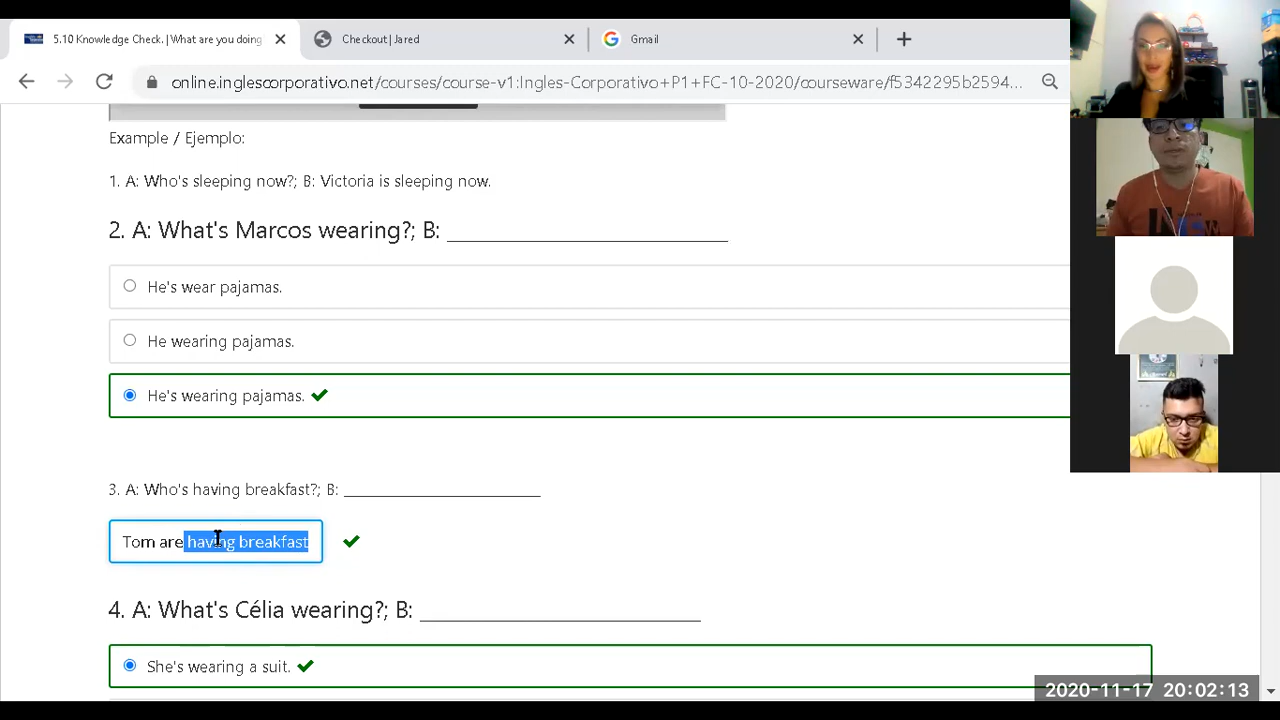 5.10 Knowledge Check. | What are you doing
Checkout | Jared
Gmail
online.inglescorporativo.net/courses/course-v1:Ingles-Corporativo+P1+FC-10-2020/courseware/f5342295b2594...
Example / Ejemplo:
1. A: Who's sleeping now?; B: Victoria is sleeping now.
2. A: What's Marcos wearing?; B: ______________________
He's wear pajamas.
He wearing pajamas.
He's wearing pajamas.
3. A: Who's having breakfast?; B: ______________________
Tom are having breakfast
4. A: What's Célia wearing?; B: ______________________
She's wearing a suit.
2020-11-17 20:02:13